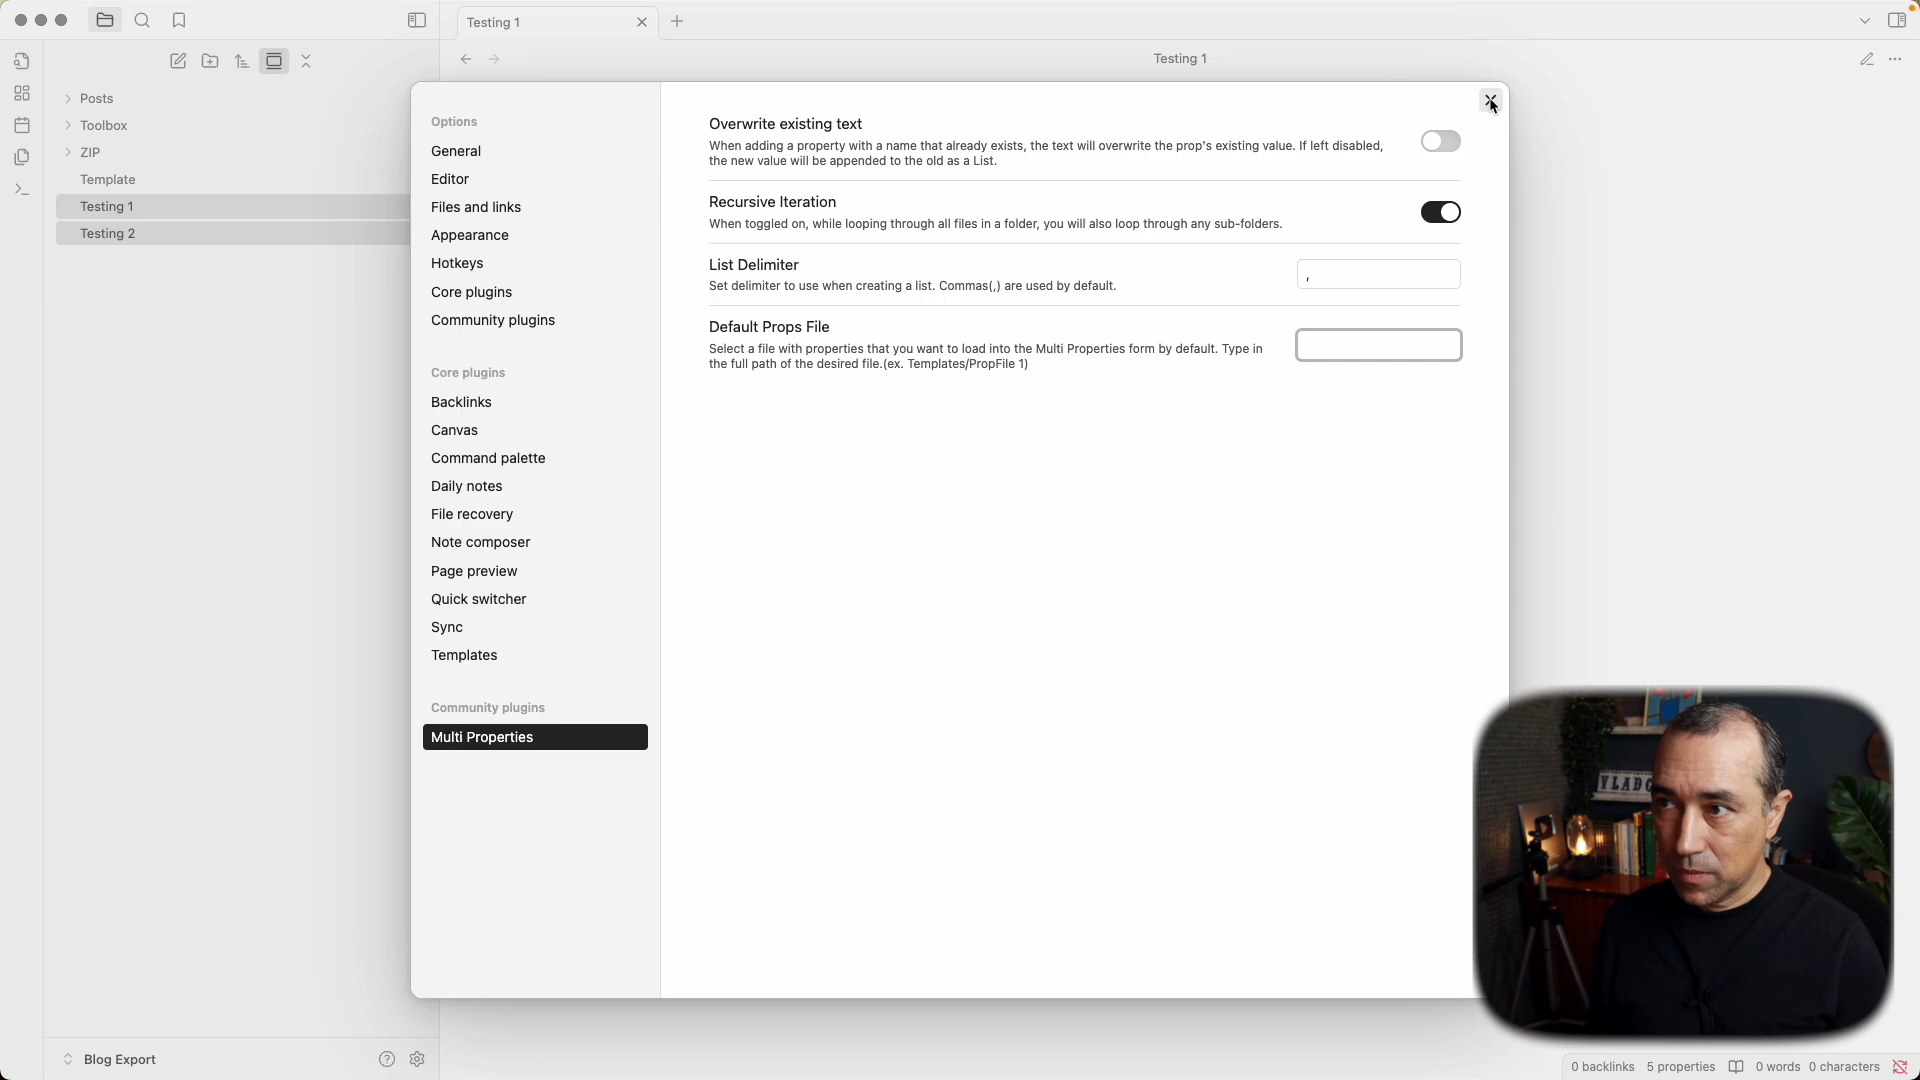 Testing 1
Testing 1
Posts
Toolbox
ZIP
Template
Testing 1
Testing 2
Blog Export
Options
General
Editor
Files and links
Appearance
Hotkeys
Core plugins
Community plugins
Core plugins
Backlinks
Canvas
Command palette
Daily notes
File recovery
Note composer
Page preview
Quick switcher
Sync
Templates
Community plugins
Multi Properties
Overwrite existing text
When adding a property with a name that already exists, the text will overwrite the prop's existing value. If left disabled,
the new value will be appended to the old as a List.
Recursive Iteration
When toggled on, while looping through all files in a folder, you will also loop through any sub-folders.
List Delimiter
Set delimiter to use when creating a list. Commas(,) are used by default.
,
Default Props File
Select a file with properties that you want to load into the Multi Properties form by default. Type in
the full path of the desired file.(ex. Templates/PropFile 1)
0 backlinks 5 properties 0 words 0 characters